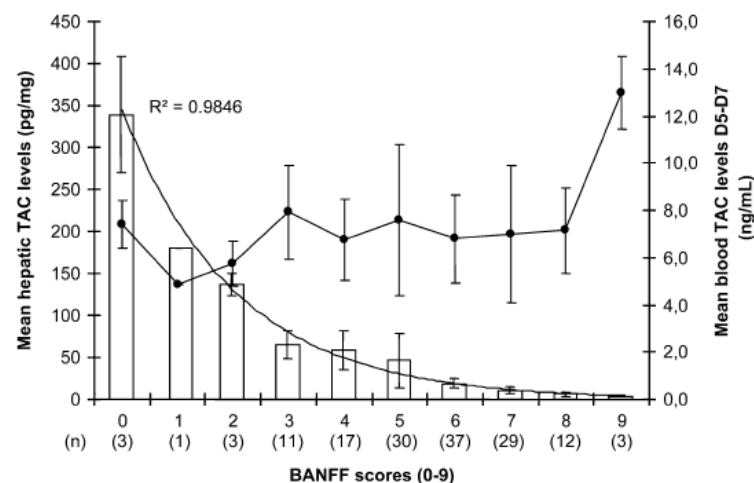 450
400
350
300
250
200
150
100
50
0
Mean hepatic TAC levels (pg/mg)
R² = 0.9846
16,0
14,0
12,0
10,0
8,0
6,0
4,0
2,0
0,0
Mean blood TAC levels D5-D7
(ng/mL)
0 1 2 3 4 5 6 7 8 9
(n) (3) (1) (3) (11) (17) (30) (37) (29) (12) (3)
BANFF scores (0-9)